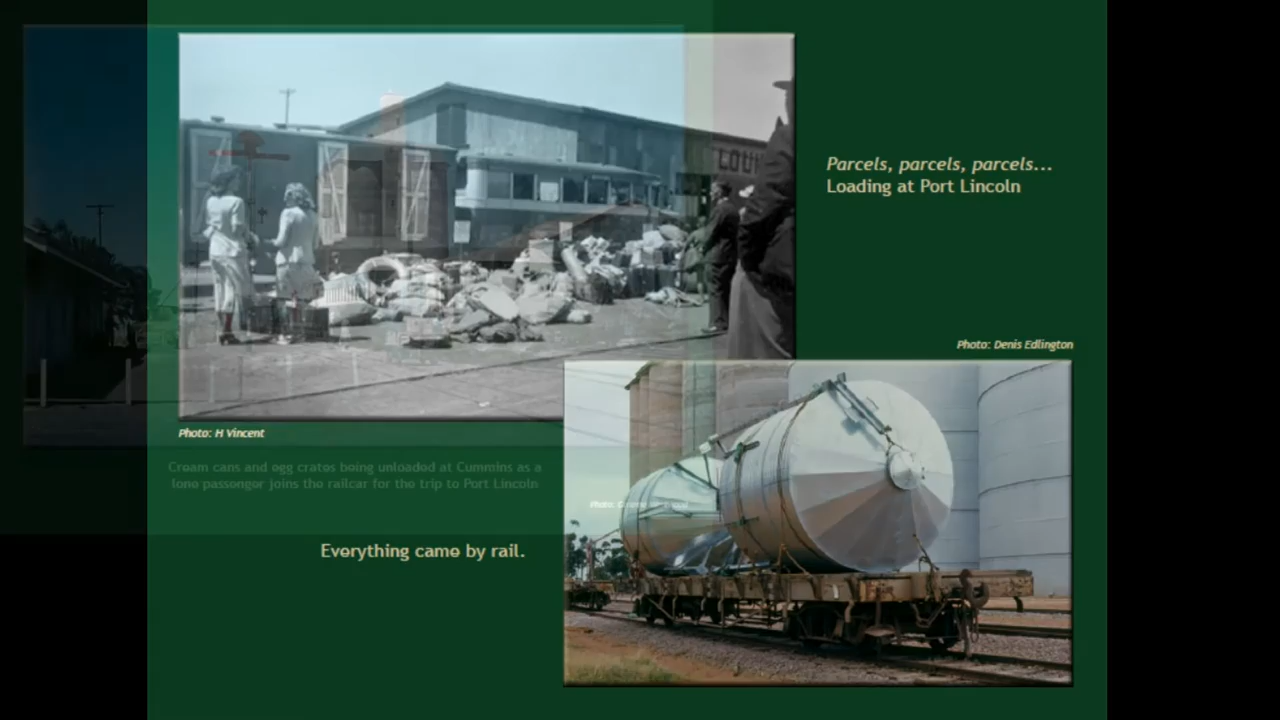 Parcels, parcels, parcels...
Loading at Port Lincoln
Photo: Denis Edlington
Photo: H Vincent
Cream cans and egg crates being unloaded at Cummins as a
lone passenger joins the railcar for the trip to Port Lincoln
Photo:
Everything came by rail.